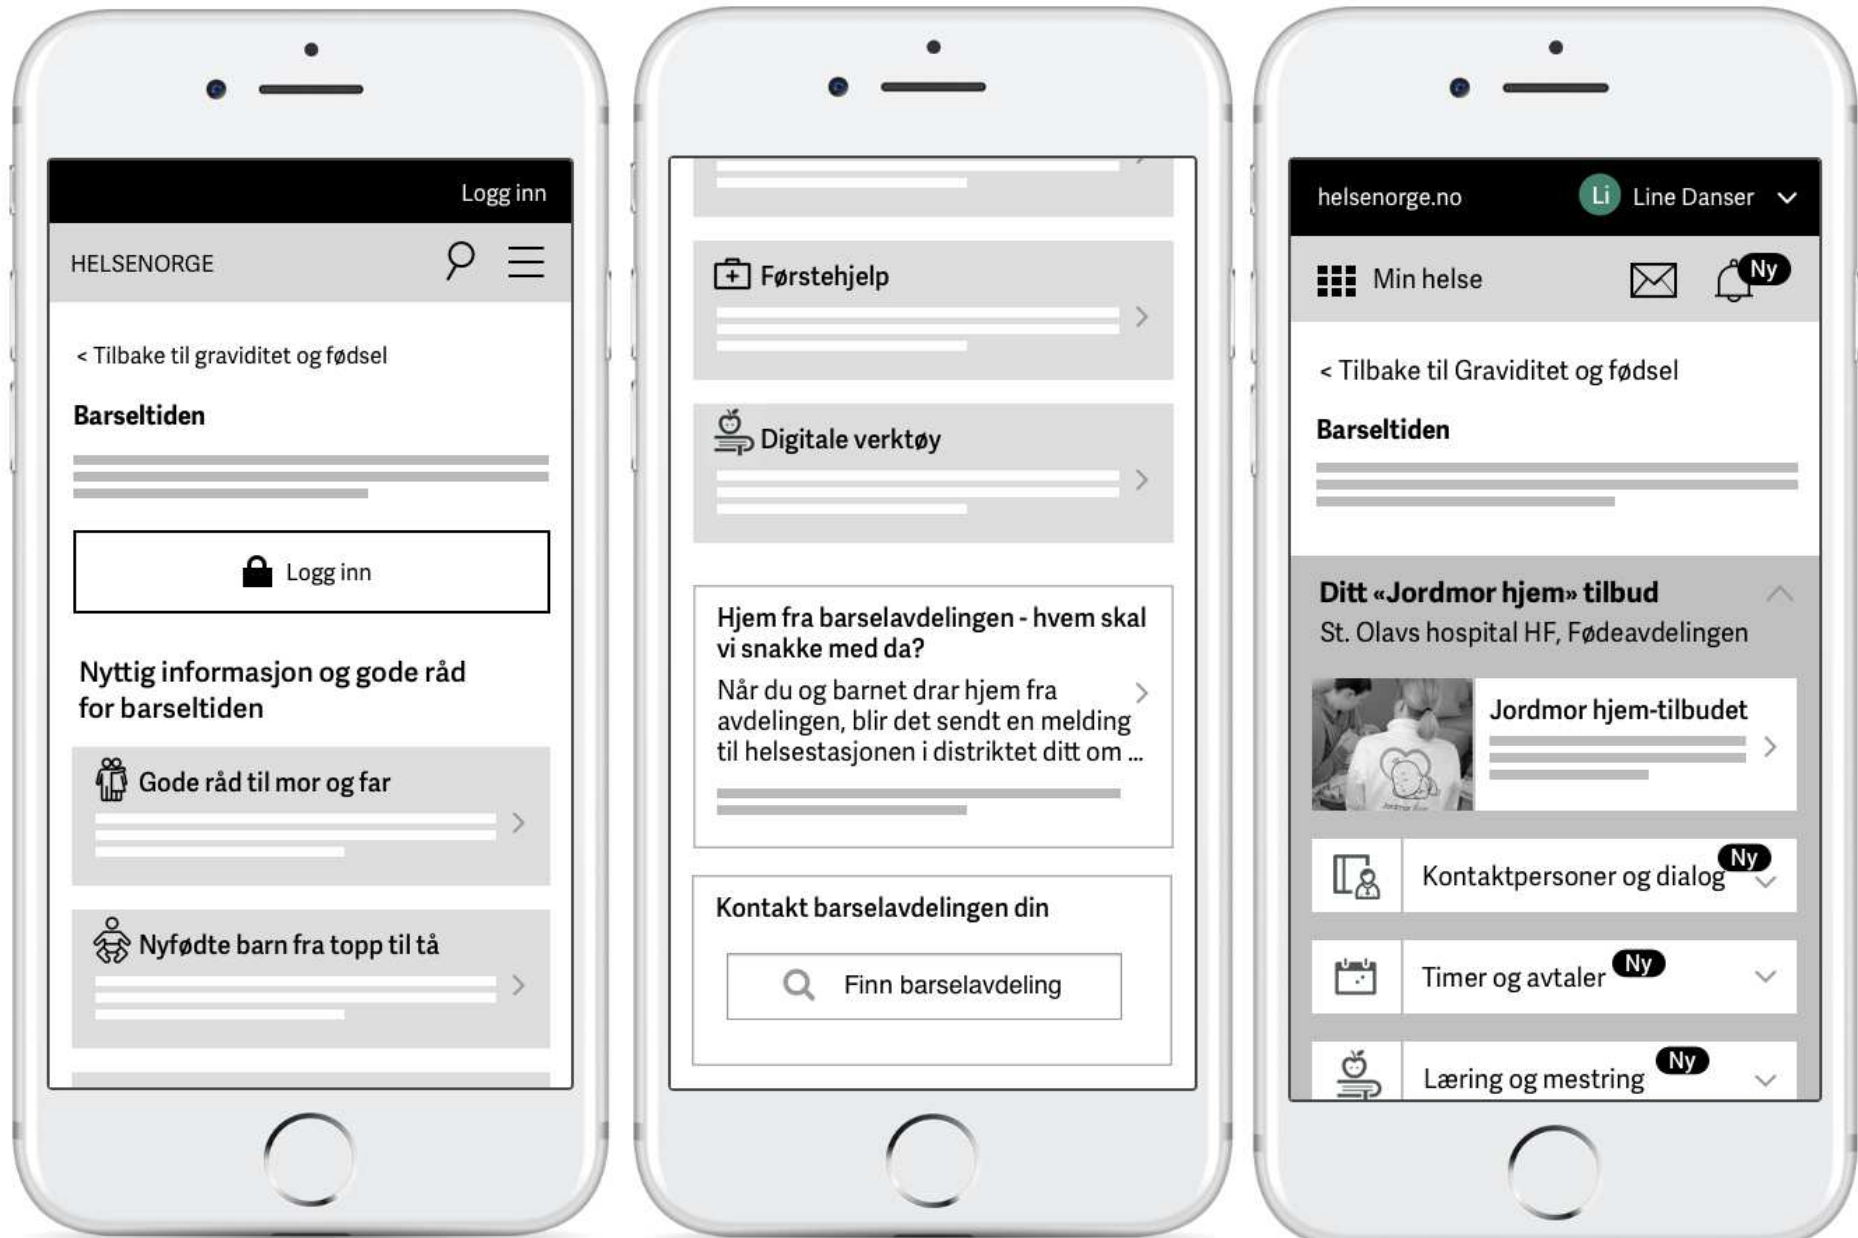 Logg inn
HELSENORGE
< Tilbake til graviditet og fødsel
Barseltiden
Logg inn
Nyttig informasjon og gode råd
for barseltiden
Gode råd til mor og far
Nyfødte barn fra topp til tå
Førstehjelp
Digitale verktøy
Hjem fra barselavdelingen - hvem skal
vi snakke med da?
Når du og barnet drar hjem fra
avdelingen, blir det sendt en melding
til helsestasjonen i distriktet ditt om ...
Kontakt barselavdelingen din
Finn barselavdeling
helsenorge.no
Li Line Danser
Min helse
Ny
< Tilbake til Graviditet og fødsel
Barseltiden
Ditt «Jordmor hjem» tilbud
St. Olavs hospital HF, Fødeavdelingen
Jordmor hjem-tilbudet
Jordmor hjem
Kontaktpersoner og dialog Ny
Timer og avtaler Ny
Læring og mestring Ny